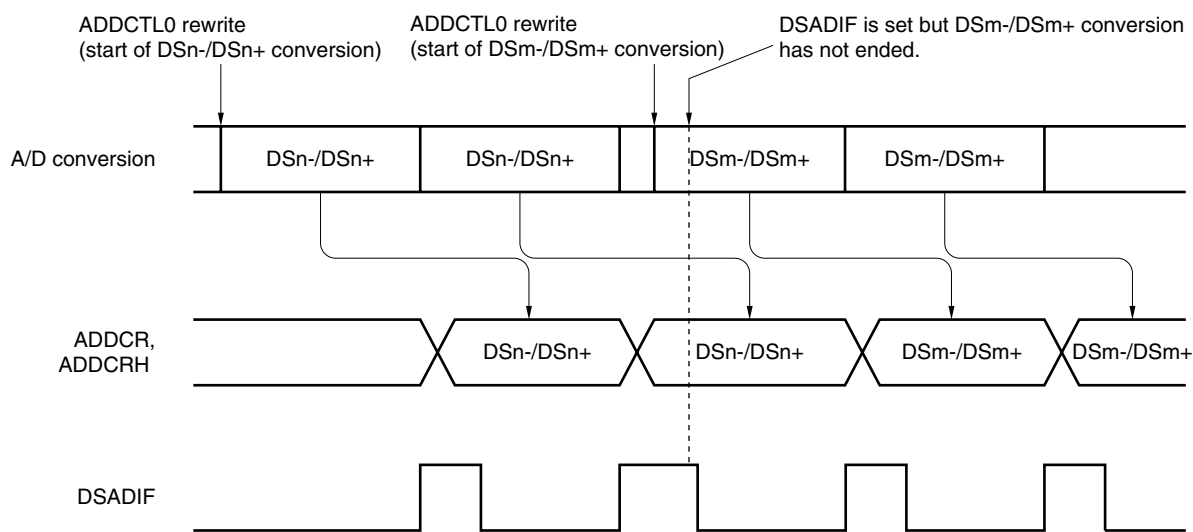 ADDCTL0 rewrite
(start of DSn-/DSn+ conversion)
ADDCTL0 rewrite
(start of DSm-/DSm+ conversion)
DSADIF is set but DSm-/DSm+ conversion
has not ended.
A/D conversion
DSn-/DSn+
DSn-/DSn+
DSm-/DSm+
DSm-/DSm+
ADDCR,
ADDCRH
DSn-/DSn+
DSn-/DSn+
DSm-/DSm+
DSm-/DSm+
DSADIF